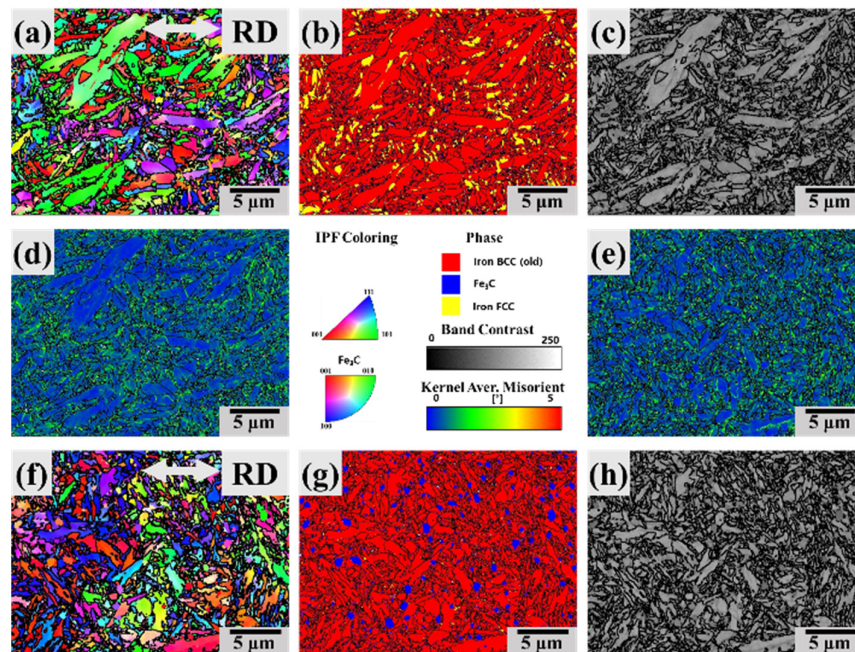 (a) RD
5 µm
(b)
5 µm
(c)
5 µm
(d)
5 µm
IPF Coloring
111
001 101
Fe₃C
001 010
100
Phase
Iron BCC (old)
Fe₃C
Iron FCC
Band Contrast
0 250
Kernel Aver. Misorient
0 [°] 5
(e)
5 µm
(f) RD
5 µm
(g)
5 µm
(h)
5 µm